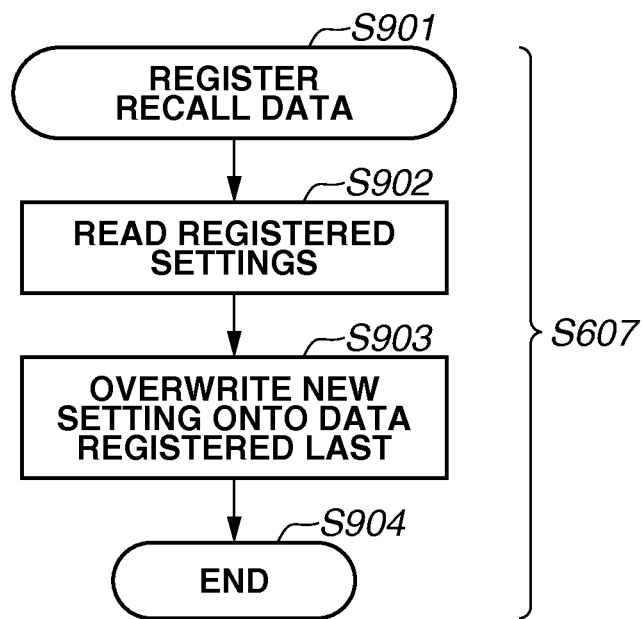 S901
REGISTER
RECALL DATA
S902
READ REGISTERED
SETTINGS
S607
S903
OVERWRITE NEW
SETTING ONTO DATA
REGISTERED LAST
S904
END